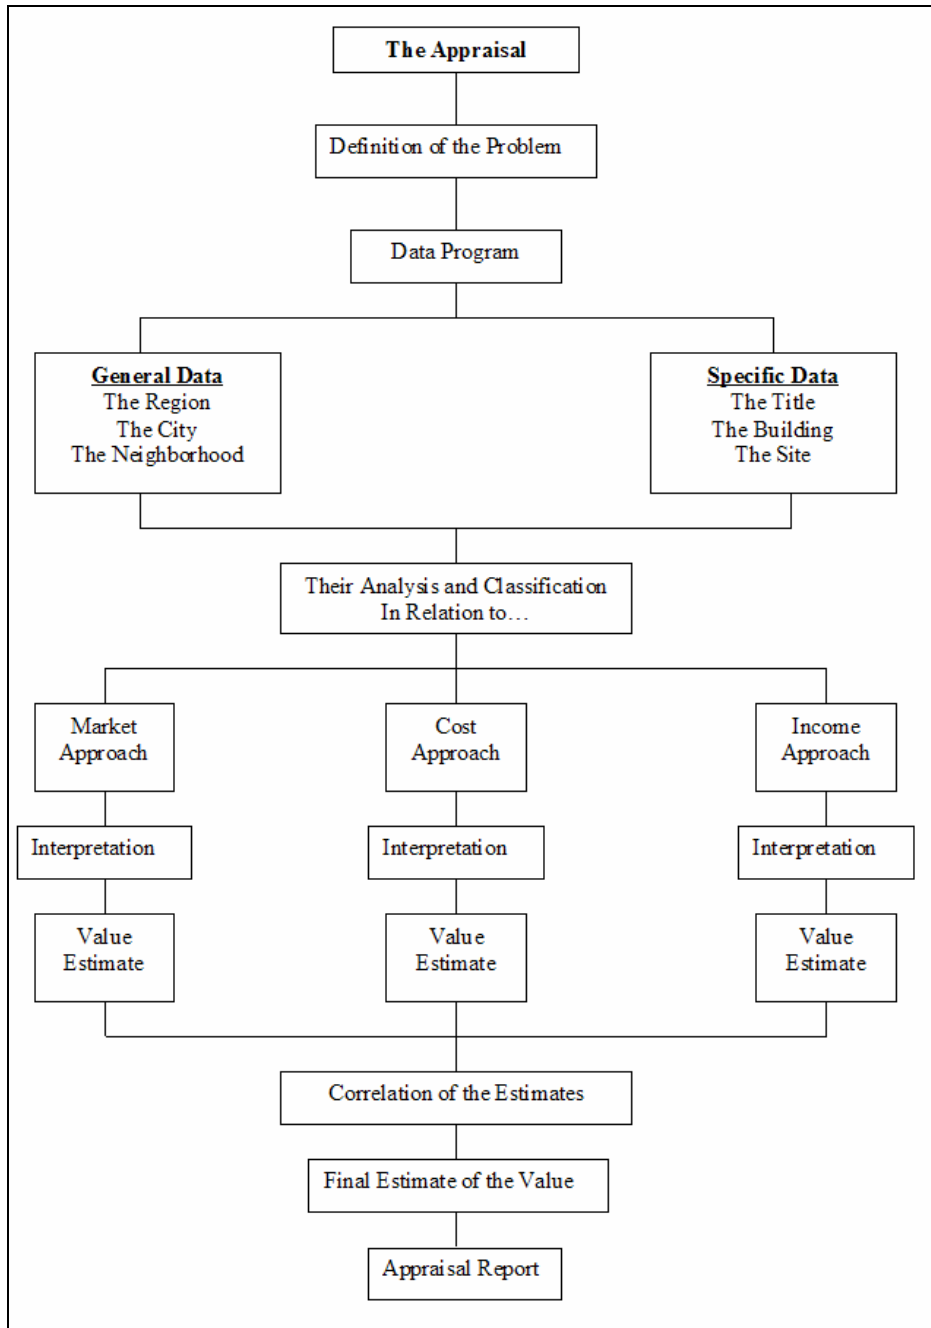 The Appraisal
Definition of the Problem
Data Program
General Data
The Region
The City
The Neighborhood
Specific Data
The Title
The Building
The Site
Their Analysis and Classification
In Relation to…
Market
Approach
Cost
Approach
Income
Approach
Interpretation
Interpretation
Interpretation
Value
Estimate
Value
Estimate
Value
Estimate
Correlation of the Estimates
Final Estimate of the Value
Appraisal Report